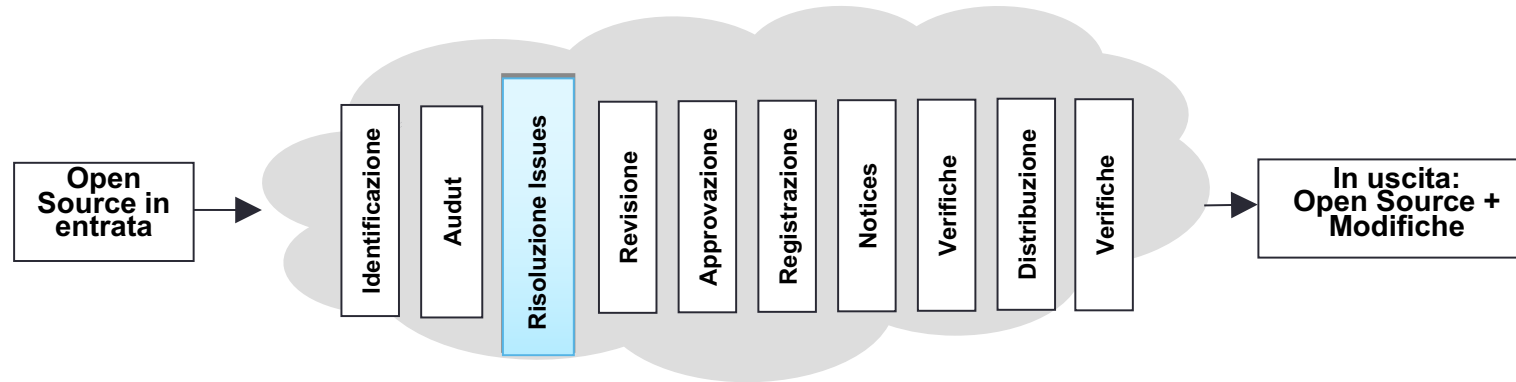 Open
Source in
entrata
Identificazione
Audut
Risoluzione Issues
Revisione
Approvazione
Registrazione
Notices
Verifiche
Distribuzione
Verifiche
In uscita:
Open Source +
Modifiche